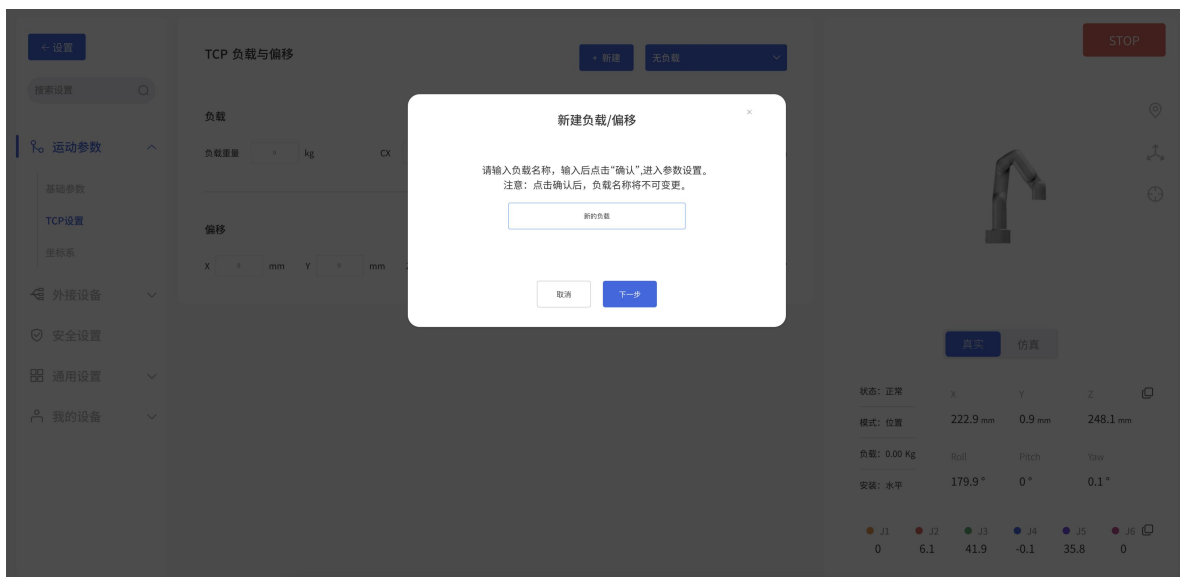 ← 设置
搜索设置
运动参数
基础参数
TCP设置
坐标系
外接设备
安全设置
通用设置
我的设备
TCP 负载与偏移
+ 新建
无负载
负载
负载重量
kg
CX
偏移
X
mm
Y
mm
新建负载/偏移
×
请输入负载名称，输入后点击“确认”,进入参数设置。
注意：点击确认后，负载名称将不可变更。
新的负载
取消
下一步
STOP
真实
仿真
状态：正常
模式：位置
负载：0.00 Kg
安装：水平
X Y Z
222.9 mm 0.9 mm 248.1 mm
Roll Pitch Yaw
179.9 ° 0 ° 0.1 °
J1 J2 J3 J4 J5 J6
0 6.1 41.9 -0.1 35.8 0